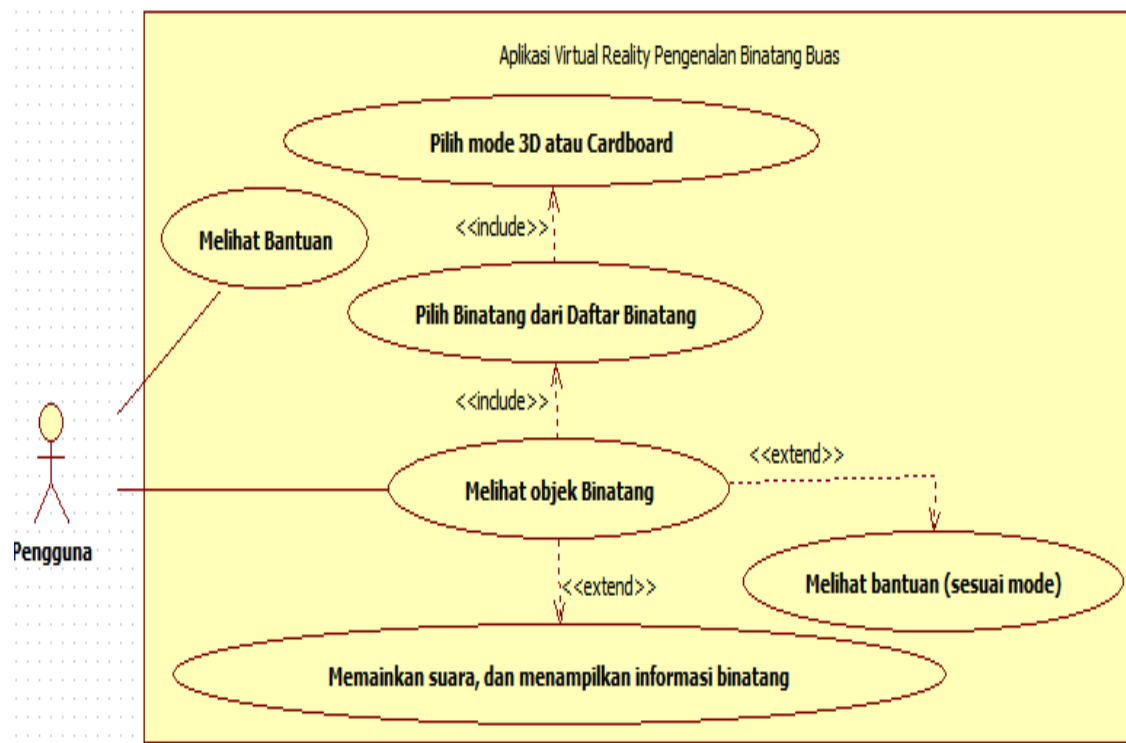 Aplikasi Virtual Reality Pengenalan Binatang Buas
Pilih mode 3D atau Cardboard
<<include>>
Melihat Bantuan
Pilih Binatang dari Daftar Binatang
<<include>>
<<extend>>
Melihat objek Binatang
Pengguna
<<extend>>
Melihat bantuan (sesuai mode)
Memainkan suara, dan menampilkan informasi binatang